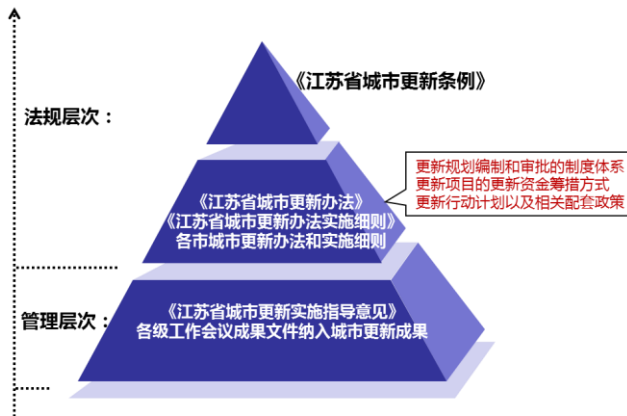 《江苏省城市更新条例》
法规层次：
更新规划编制和审批的制度体系
更新项目的更新资金筹措方式
更新行动计划以及相关配套政策
《江苏省城市更新办法》
《江苏省城市更新办法实施细则》
各市城市更新办法和实施细则
管理层次：
《江苏省城市更新实施指导意见》
各级工作会议成果文件纳入城市更新成果